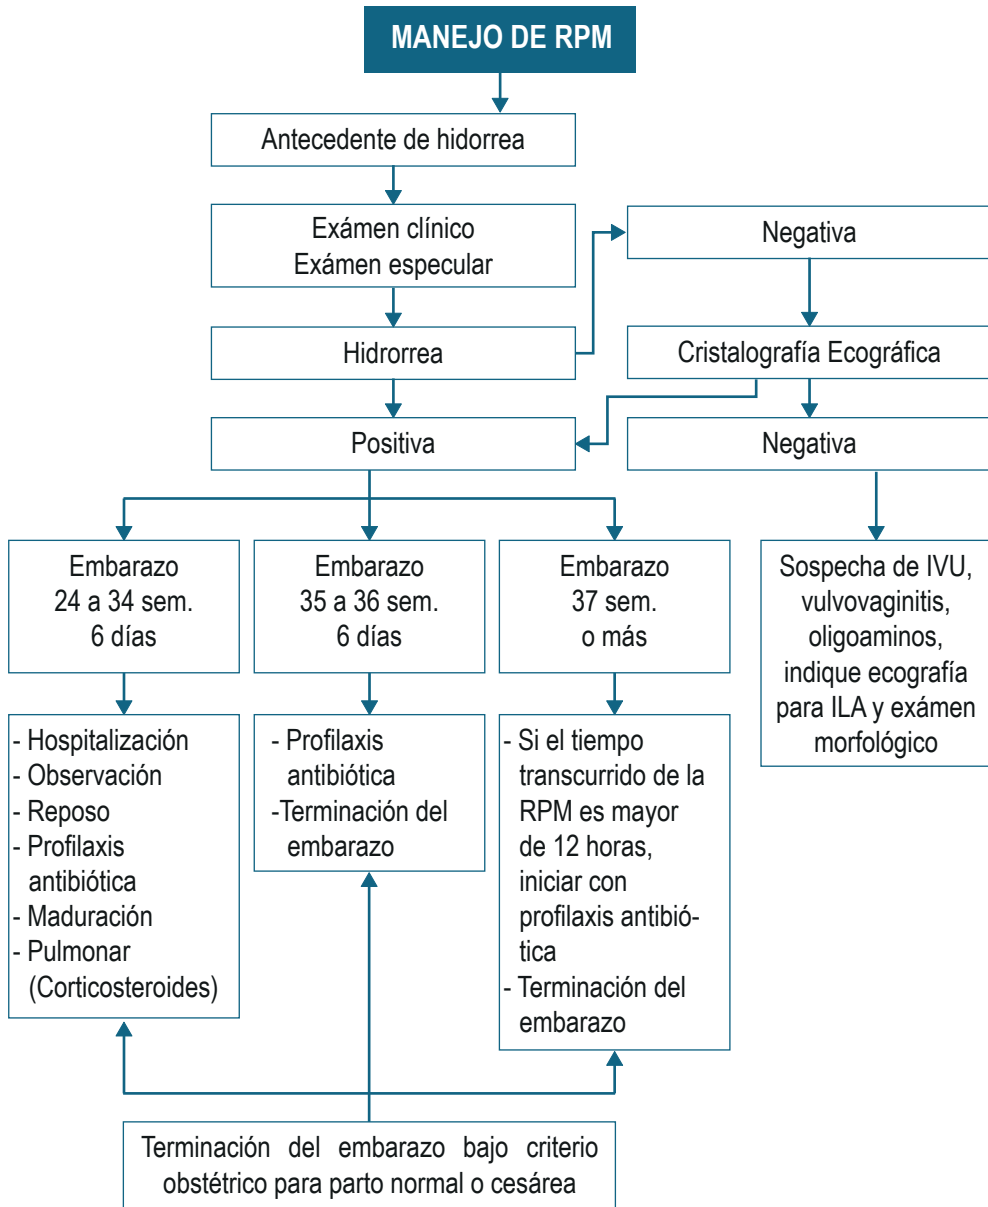 MANEJO DE RPM
Antecedente de hidorrea
Exámen clínico
Exámen especular
Negativa
Hidrorrea
Cristalografía Ecográfica
Positiva
Negativa
Embarazo
24 a 34 sem.
6 días
Embarazo
35 a 36 sem.
6 días
Embarazo
37 sem.
o más
Sospecha de IVU,
vulvovaginitis,
oligoaminos,
indique ecografía
para ILA y exámen
morfológico
- Hospitalización
- Observación
- Reposo
- Profilaxis
antibiótica
- Maduración
- Pulmonar
(Corticosteroides)
- Profilaxis
antibiótica
-Terminación del
embarazo
- Si el tiempo
transcurrido de la
RPM es mayor
de 12 horas,
iniciar con
profilaxis antibió-
tica
- Terminación del
embarazo
Terminación del embarazo bajo criterio
obstétrico para parto normal o cesárea